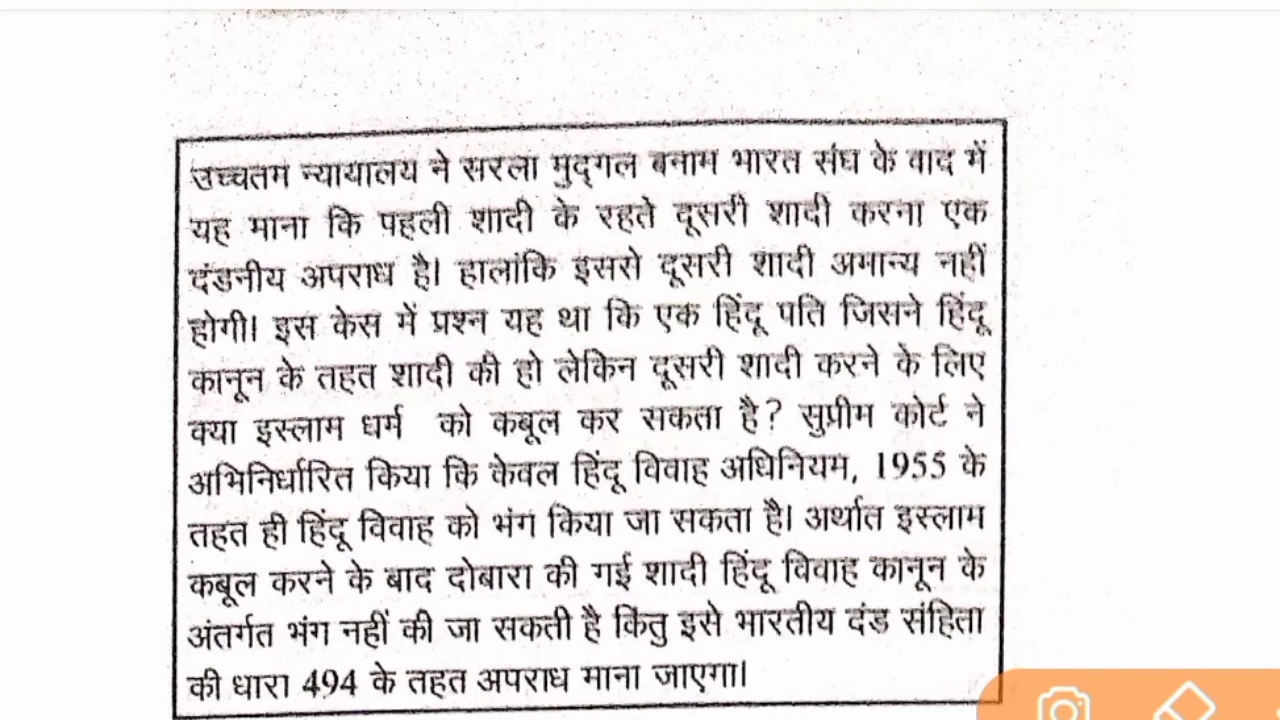 उच्चतम न्यायालय ने सरला मुद्गल बनाम भारत संघ के वाद में
यह माना कि पहली शादी के रहते दूसरी शादी करना एक
दंडनीय अपराध है। हालांकि इससे दूसरी शादी अमान्य नहीं
होगी। इस केस में प्रश्न यह था कि एक हिंदू पति जिसने हिंदू
कानून के तहत शादी की हो लेकिन दूसरी शादी करने के लिए
क्या इस्लाम धर्म को कबूल कर सकता है? सुप्रीम कोर्ट ने
अभिनिर्धारित किया कि केवल हिंदू विवाह अधिनियम, 1955 के
तहत ही हिंदू विवाह को भंग किया जा सकता है। अर्थात इस्लाम
कबूल करने के बाद दोबारा की गई शादी हिंदू विवाह कानून के
अंतर्गत भंग नहीं की जा सकती है किंतु इसे भारतीय दंड संहिता
की धारा 494 के तहत अपराध माना जाएगा।